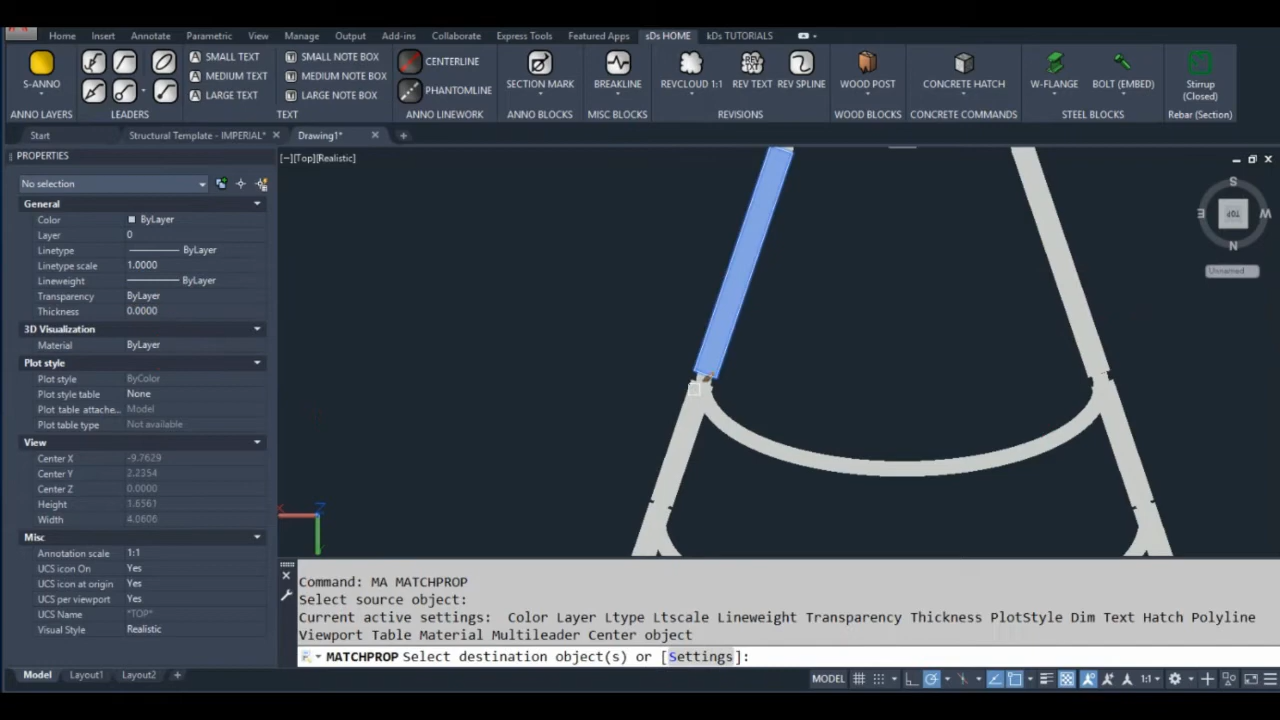 Home Insert Annotate Parametric View Manage Output Add-ins Collaborate Express Tools Featured Apps sDs HOME kDs TUTORIALS
S-ANNO
SMALL TEXT
MEDIUM TEXT
LARGE TEXT
SMALL NOTE BOX
MEDIUM NOTE BOX
LARGE NOTE BOX
CENTERLINE
PHANTOMLINE
SECTION MARK
BREAKLINE
REVCLOUD 1:1
REV TEXT
REV SPLINE
WOOD POST
CONCRETE HATCH
W-FLANGE
BOLT (EMBED)
Stirrup
(Closed)
ANNO LAYERS LEADERS TEXT ANNO LINEWORK ANNO BLOCKS MISC BLOCKS REVISIONS WOOD BLOCKS CONCRETE COMMANDS STEEL BLOCKS Rebar (Section)
Start Structural Template - IMPERIAL* Drawing1*
PROPERTIES
[−][Top][Realistic]
No selection
General
Color ByLayer
Layer 0
Linetype ByLayer
Linetype scale 1.0000
Lineweight ByLayer
Transparency ByLayer
Thickness 0.0000
3D Visualization
Material ByLayer
Plot style
Plot style ByColor
Plot style table None
Plot table attache... Model
Plot table type Not available
View
Center X -9.7629
Center Y 2.2354
Center Z 0.0000
Height 1.6561
Width 4.0606
Misc
Annotation scale 1:1
UCS icon On Yes
UCS icon at origin Yes
UCS per viewport Yes
UCS Name *TOP*
Visual Style Realistic
S
E TOP W
N
Unnamed
X Z
Command: MA MATCHPROP
Select source object:
Current active settings: Color Layer Ltype Ltscale Lineweight Transparency Thickness PlotStyle Dim Text Hatch Polyline
Viewport Table Material Multileader Center object
MATCHPROP Select destination object(s) or [Settings]:
Model Layout1 Layout2 +
MODEL 1:1